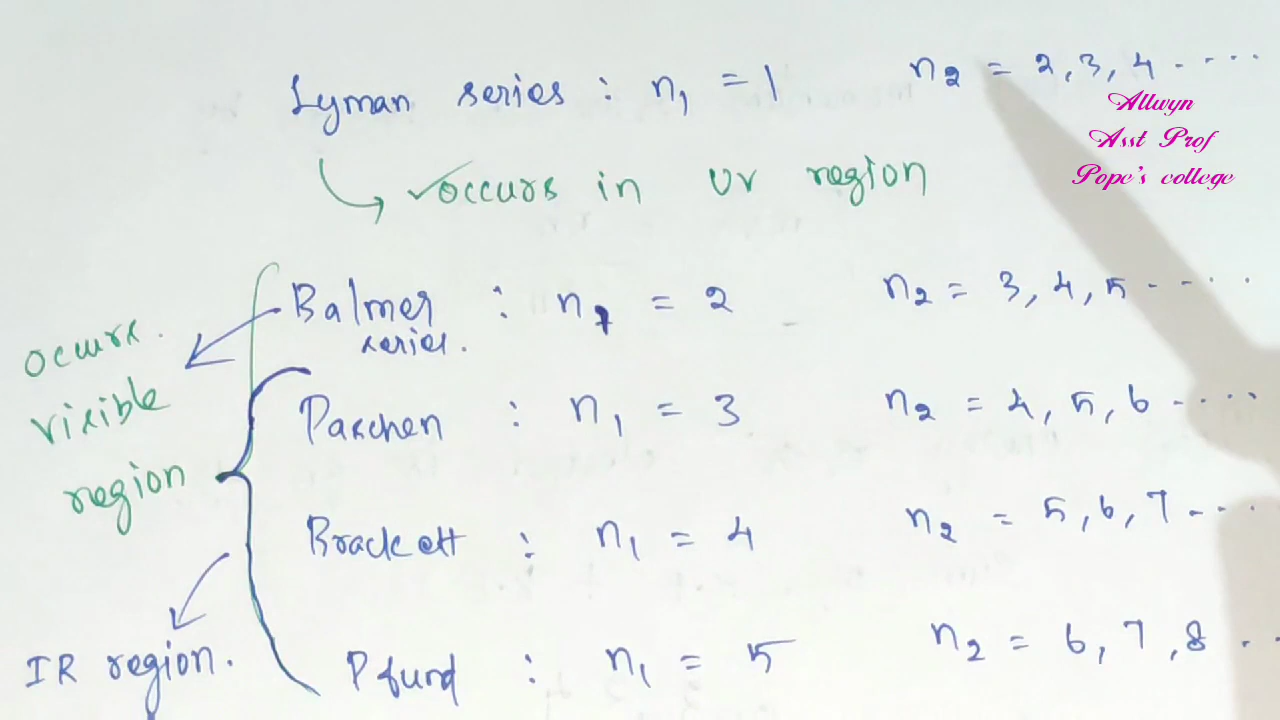 Lyman series : n₁ = 1 n₂ = 2, 3, 4 ....
Allwyn
Asst Prof
Pope's college
✓occurs in UV region
Balmer series. : n₁ = 2 n₂ = 3, 4, 5 ....
occurs.
visible
region
Paschen : n₁ = 3 n₂ = 4, 5, 6 ....
Brackett : n₁ = 4 n₂ = 5, 6, 7 ...
IR region.
Pfund : n₁ = 5 n₂ = 6, 7, 8 ..